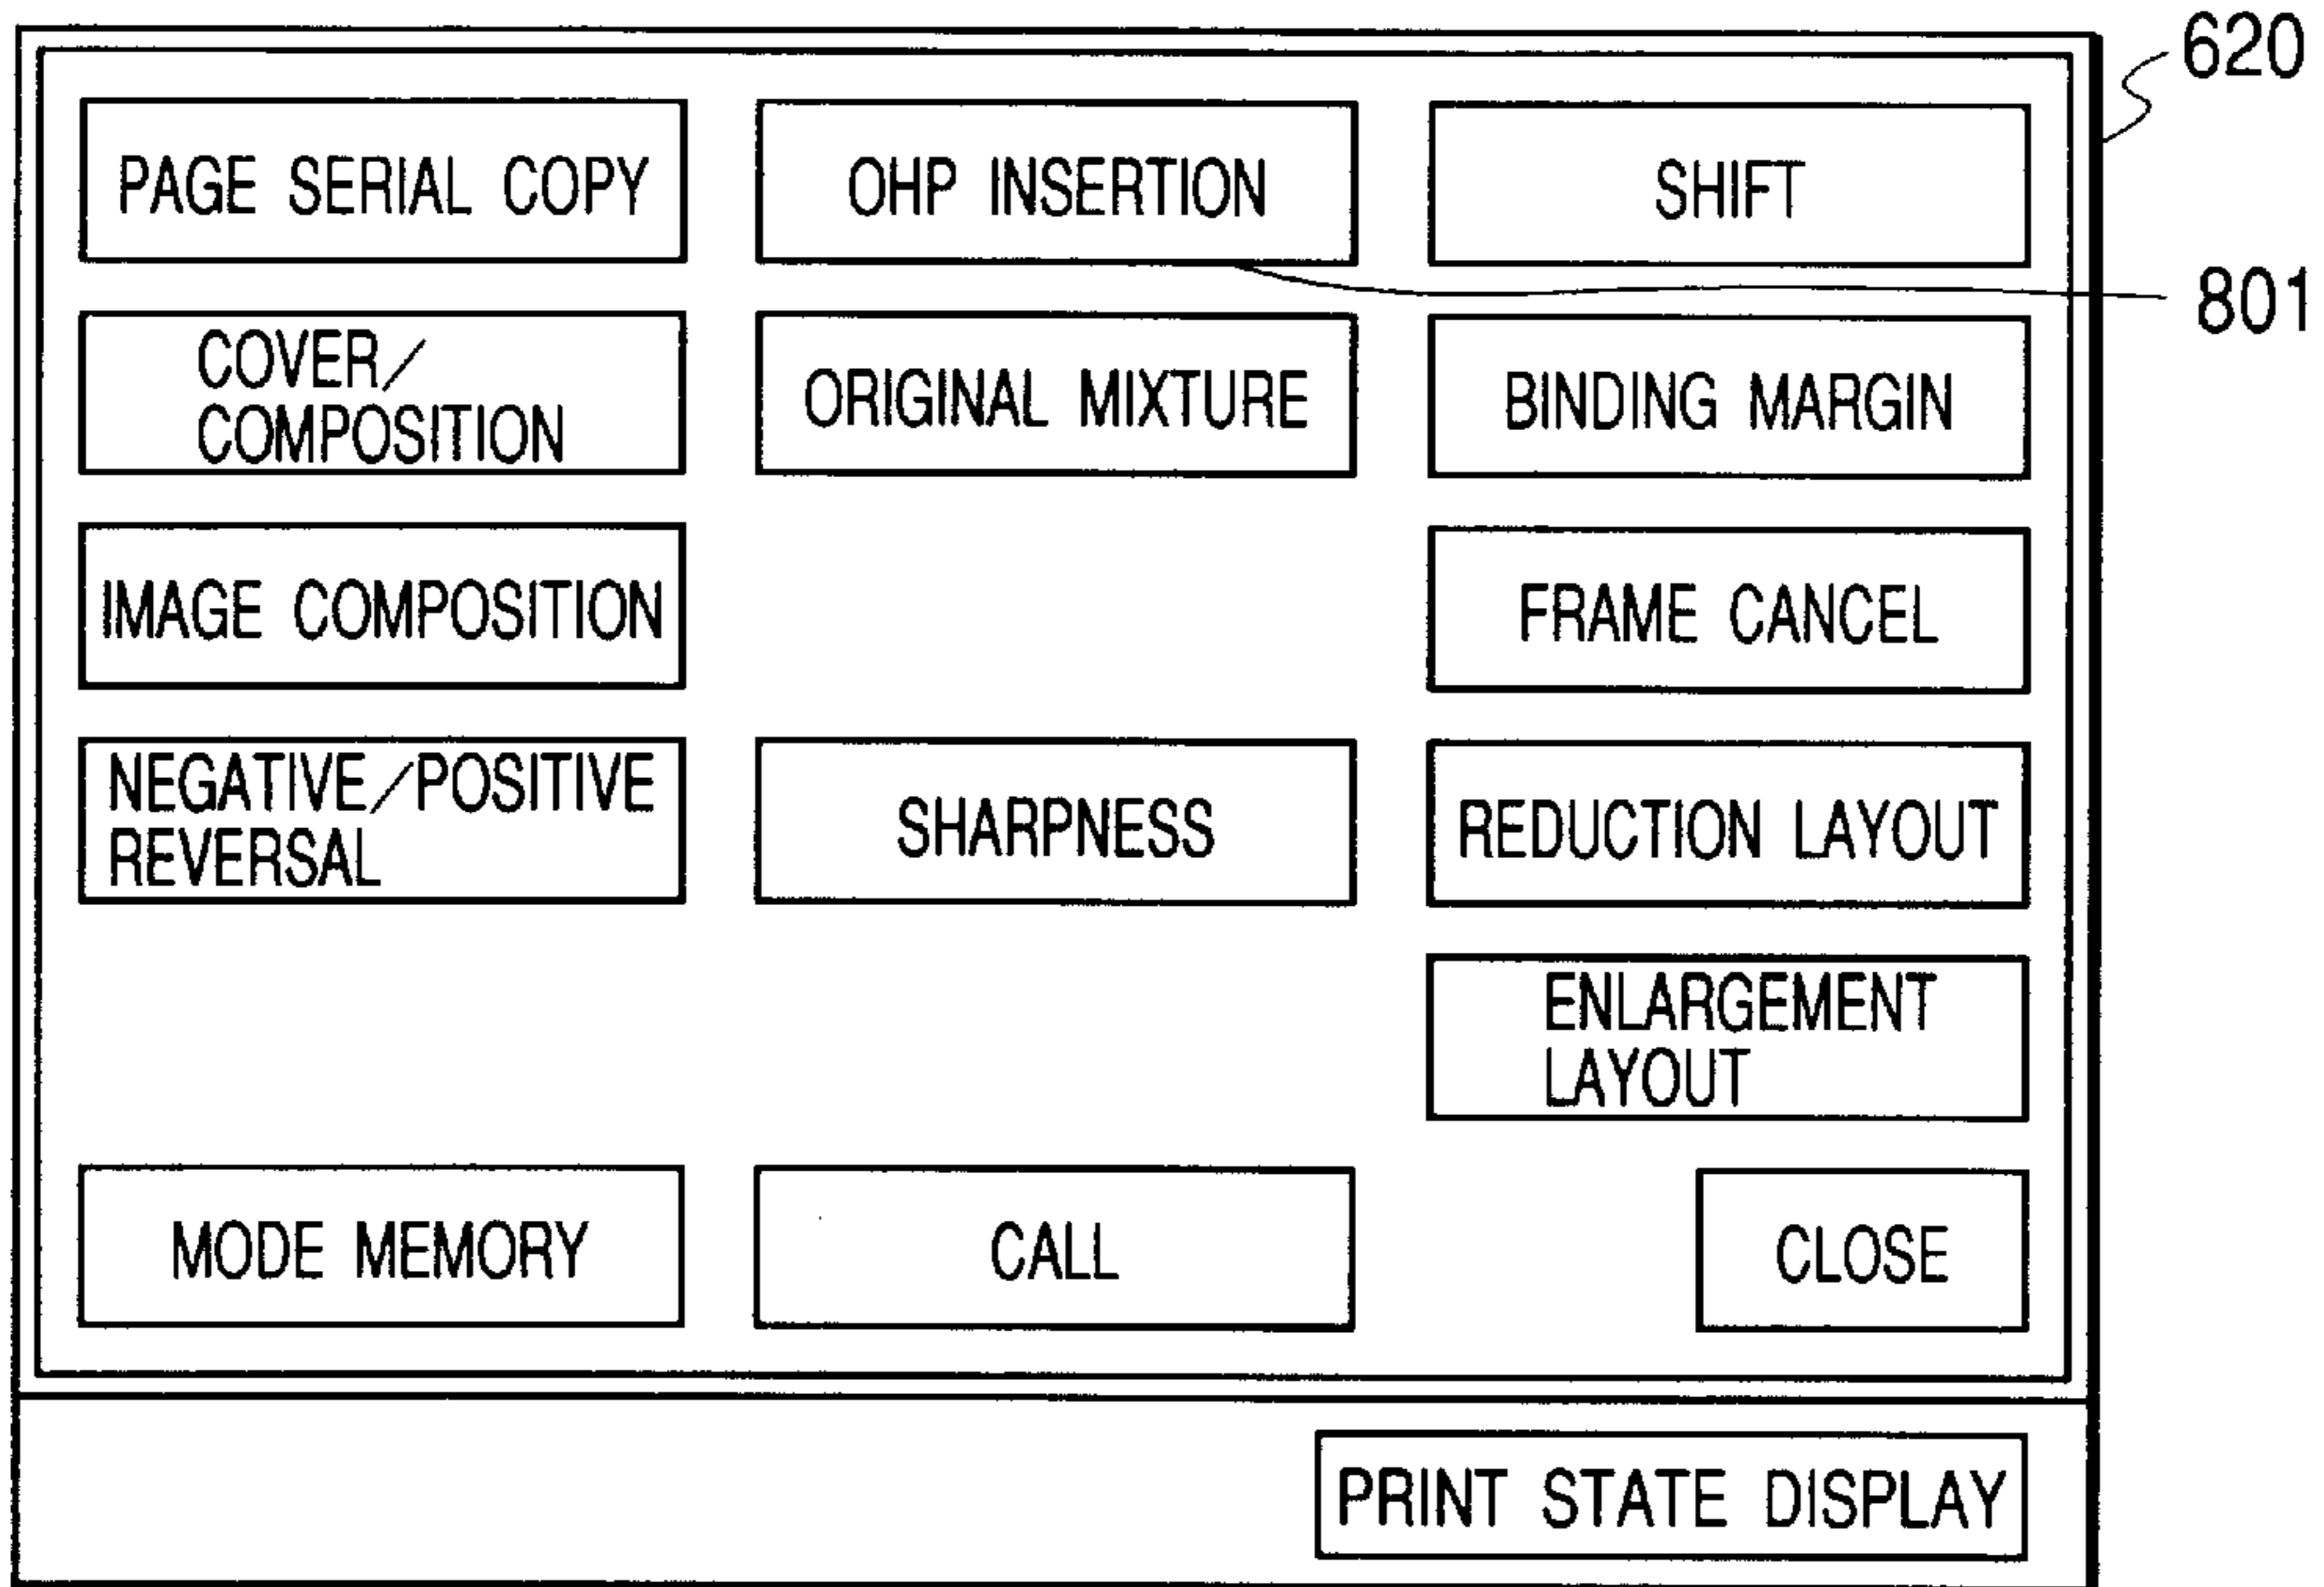 620
PAGE SERIAL COPY
OHP INSERTION
SHIFT
801
COVER/
COMPOSITION
ORIGINAL MIXTURE
BINDING MARGIN
IMAGE COMPOSITION
FRAME CANCEL
NEGATIVE/POSITIVE
REVERSAL
SHARPNESS
REDUCTION LAYOUT
ENLARGEMENT
LAYOUT
MODE MEMORY
CALL
CLOSE
PRINT STATE DISPLAY